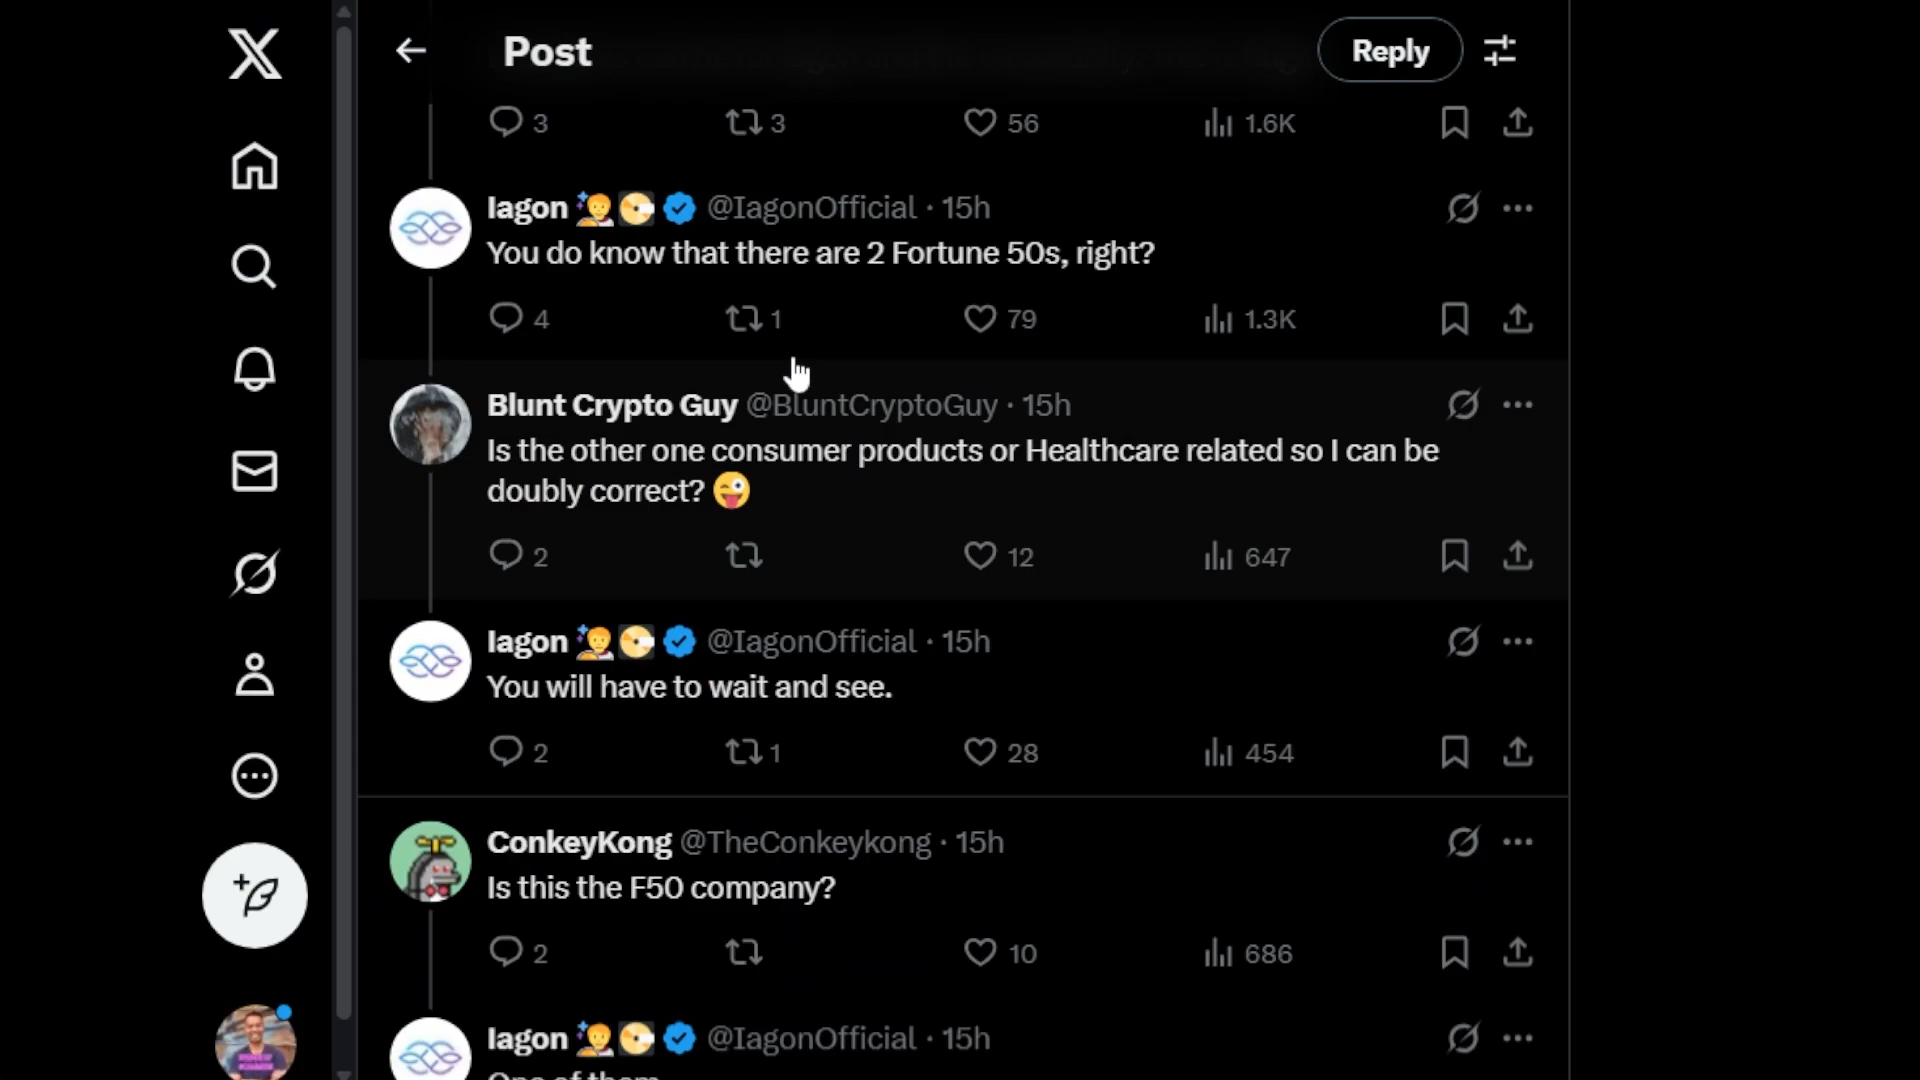 Post
Reply
3 3 56 1.6K
Iagon @IagonOfficial · 15h
You do know that there are 2 Fortune 50s, right?
4 1 79 1.3K
Blunt Crypto Guy @BluntCryptoGuy · 15h
Is the other one consumer products or Healthcare related so I can be
doubly correct? 😜
2 12 647
Iagon @IagonOfficial · 15h
You will have to wait and see.
2 1 28 454
ConkeyKong @TheConkeykong · 15h
Is this the F50 company?
2 10 686
Iagon @IagonOfficial · 15h
One of them